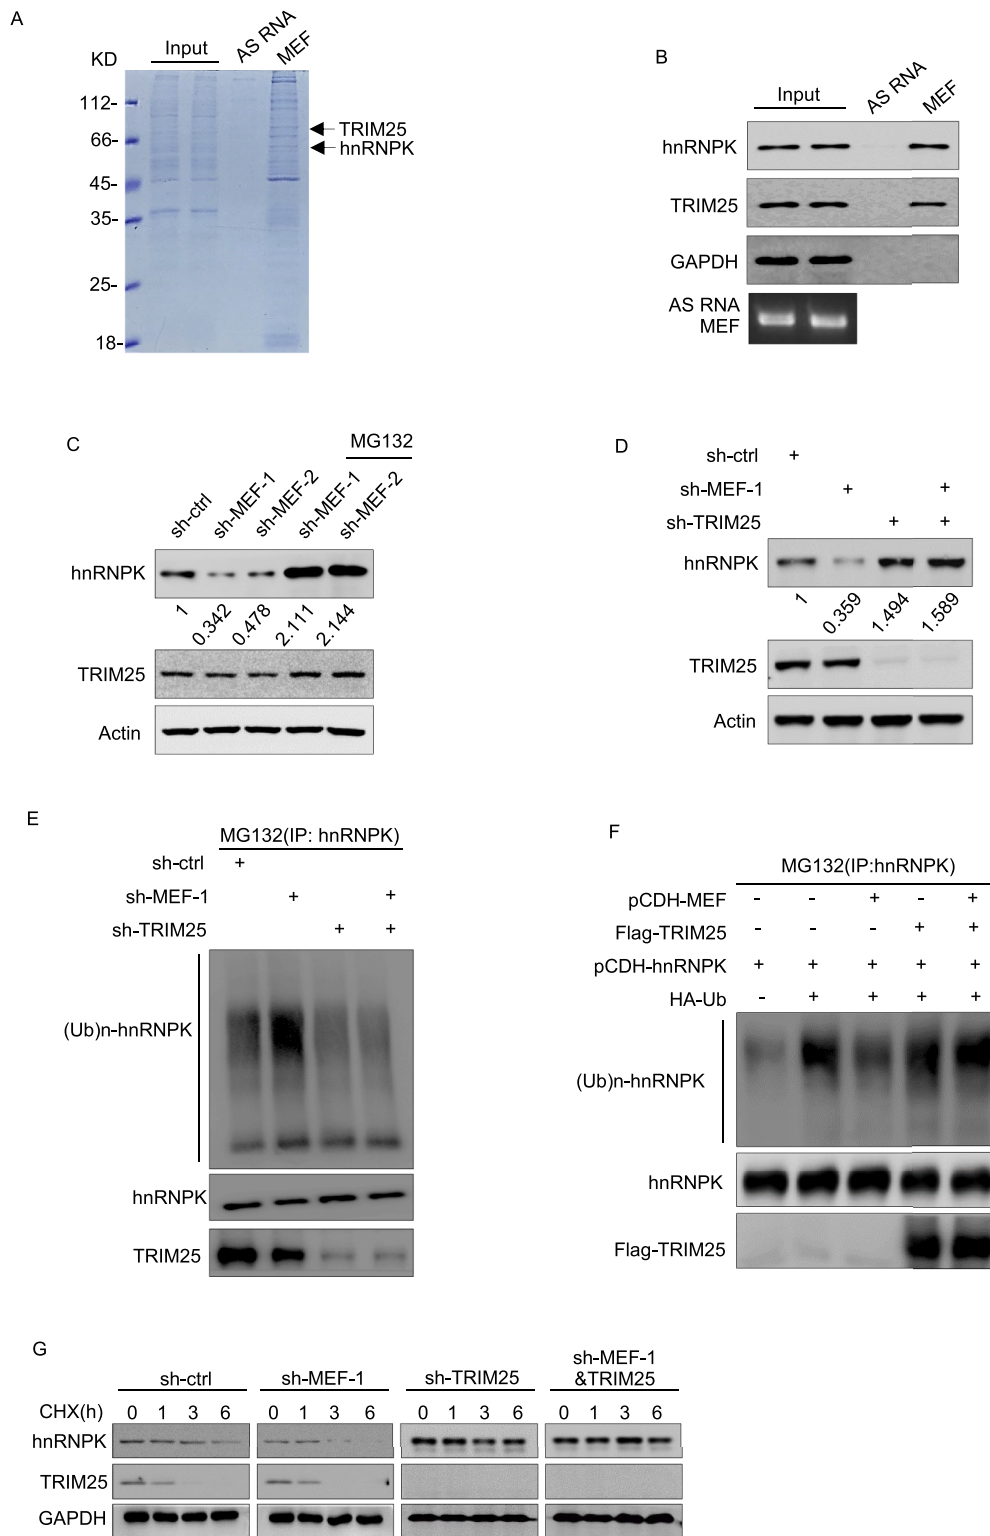 A
KD
Input
AS RNA
MEF
112-
66-
45-
35-
25-
18-
TRIM25
hnRNPK
B
Input
AS RNA
MEF
hnRNPK
TRIM25
GAPDH
AS RNA
MEF
C
MG132
sh-ctrl
sh-MEF-1
sh-MEF-2
sh-MEF-1
sh-MEF-2
hnRNPK
1
0.342
0.478
2.111
2.144
TRIM25
Actin
D
sh-ctrl +
sh-MEF-1 + +
sh-TRIM25 + +
hnRNPK
1
0.359
1.494
1.589
TRIM25
Actin
E
MG132(IP: hnRNPK)
sh-ctrl +
sh-MEF-1 + +
sh-TRIM25 + +
(Ub)n-hnRNPK
hnRNPK
TRIM25
F
MG132(IP:hnRNPK)
pCDH-MEF - - + - +
Flag-TRIM25 - - - + +
pCDH-hnRNPK + + + + +
HA-Ub - + + + +
(Ub)n-hnRNPK
hnRNPK
Flag-TRIM25
G
sh-ctrl
sh-MEF-1
sh-TRIM25
sh-MEF-1
&TRIM25
CHX(h) 0 1 3 6 0 1 3 6 0 1 3 6 0 1 3 6
hnRNPK
TRIM25
GAPDH